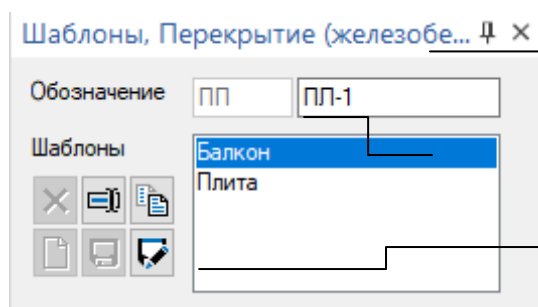 Шаблоны, Перекрытие (железобе...
Обозначение ПП ПЛ-1
Шаблоны Балкон
Плита